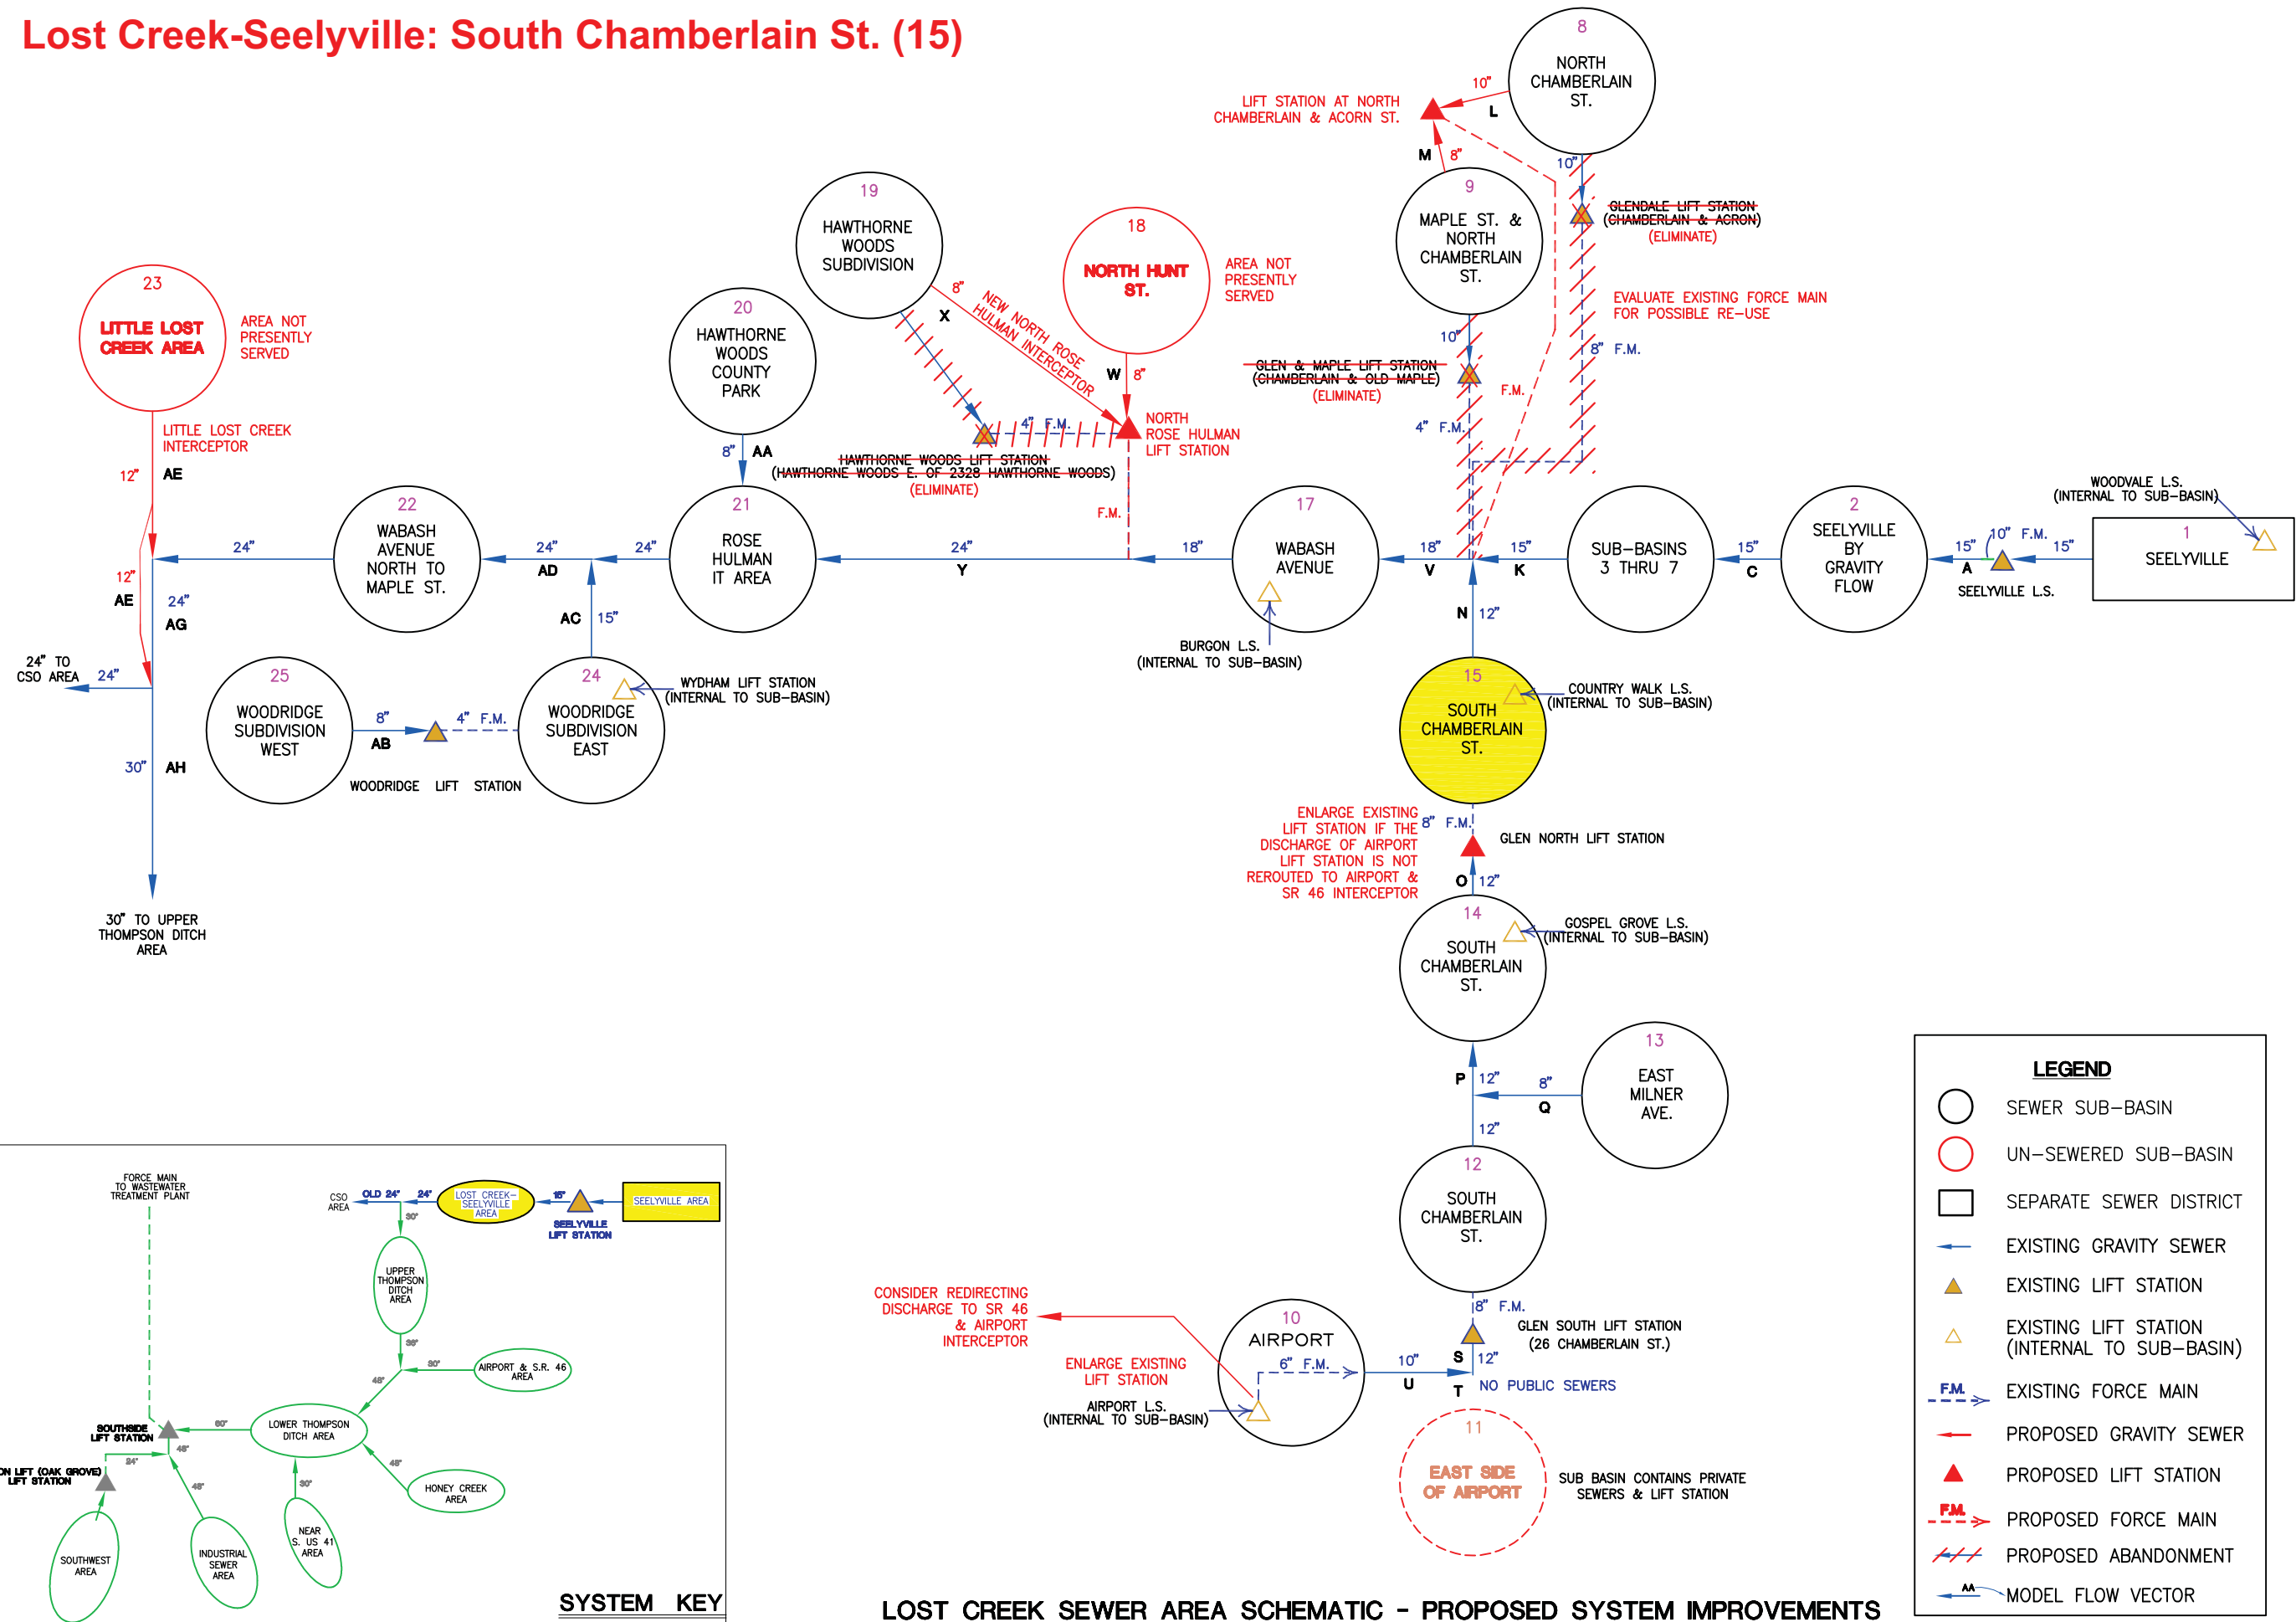 Lost Creek-Seelyville: South Chamberlain St. (15)
8
NORTH
CHAMBERLAIN
ST.
10"
L
LIFT STATION AT NORTH
CHAMBERLAIN & ACORN ST.
M
8"
10"
GLENDALE LIFT STATION
(CHAMBERLAIN & ACRON)
(ELIMINATE)
9
MAPLE ST. &
NORTH
CHAMBERLAIN
ST.
EVALUATE EXISTING FORCE MAIN
FOR POSSIBLE RE-USE
8" F.M.
10"
GLEN & MAPLE LIFT STATION
(CHAMBERLAIN & OLD MAPLE)
(ELIMINATE)
F.M.
4" F.M.
19
HAWTHORNE
WOODS
SUBDIVISION
8"
NEW NORTH ROSE
HULMAN INTERCEPTOR
X
18
NORTH HUNT
ST.
AREA NOT
PRESENTLY
SERVED
W
8"
NORTH
ROSE HULMAN
LIFT STATION
4" F.M.
HAWTHORNE WOODS LIFT STATION
(HAWTHORNE WOODS E. OF 2328 HAWTHORNE WOODS)
(ELIMINATE)
F.M.
20
HAWTHORNE
WOODS
COUNTY
PARK
8"
AA
23
LITTLE LOST
CREEK AREA
AREA NOT
PRESENTLY
SERVED
LITTLE LOST CREEK
INTERCEPTOR
12"
AE
24"
22
WABASH
AVENUE
NORTH TO
MAPLE ST.
24"
AD
24"
21
ROSE
HULMAN
IT AREA
24"
Y
18"
17
WABASH
AVENUE
18"
V
15"
K
SUB-BASINS
3 THRU 7
15"
C
2
SEELYVILLE
BY
GRAVITY
FLOW
15"
A
10" F.M.
15"
SEELYVILLE L.S.
1
SEELYVILLE
WOODVALE L.S.
(INTERNAL TO SUB-BASIN)
12"
AE
24"
AG
AC
15"
BURGON L.S.
(INTERNAL TO SUB-BASIN)
N
12"
24" TO
CSO AREA
24"
25
WOODRIDGE
SUBDIVISION
WEST
8"
AB
4" F.M.
WOODRIDGE LIFT STATION
24
WOODRIDGE
SUBDIVISION
EAST
WYDHAM LIFT STATION
(INTERNAL TO SUB-BASIN)
15
SOUTH
CHAMBERLAIN
ST.
COUNTRY WALK L.S.
(INTERNAL TO SUB-BASIN)
30"
AH
30" TO UPPER
THOMPSON DITCH
AREA
ENLARGE EXISTING
LIFT STATION IF THE
DISCHARGE OF AIRPORT
LIFT STATION IS NOT
REROUTED TO AIRPORT &
SR 46 INTERCEPTOR
8" F.M.
GLEN NORTH LIFT STATION
O
12"
14
SOUTH
CHAMBERLAIN
ST.
GOSPEL GROVE L.S.
(INTERNAL TO SUB-BASIN)
P
12"
8"
Q
13
EAST
MILNER
AVE.
12"
12
SOUTH
CHAMBERLAIN
ST.
8" F.M.
GLEN SOUTH LIFT STATION
(26 CHAMBERLAIN ST.)
S
12"
CONSIDER REDIRECTING
DISCHARGE TO SR 46
& AIRPORT
INTERCEPTOR
ENLARGE EXISTING
LIFT STATION
AIRPORT L.S.
(INTERNAL TO SUB-BASIN)
10
AIRPORT
6" F.M.
10"
U
T
NO PUBLIC SEWERS
11
EAST SIDE
OF AIRPORT
SUB BASIN CONTAINS PRIVATE
SEWERS & LIFT STATION
LEGEND
SEWER SUB-BASIN
UN-SEWERED SUB-BASIN
SEPARATE SEWER DISTRICT
EXISTING GRAVITY SEWER
EXISTING LIFT STATION
EXISTING LIFT STATION
(INTERNAL TO SUB-BASIN)
F.M.
EXISTING FORCE MAIN
PROPOSED GRAVITY SEWER
PROPOSED LIFT STATION
F.M.
PROPOSED FORCE MAIN
PROPOSED ABANDONMENT
AA
MODEL FLOW VECTOR
FORCE MAIN
TO WASTEWATER
TREATMENT PLANT
CSO
AREA
OLD 24"
24"
LOST CREEK-
SEELYVILLE
AREA
15"
SEELYVILLE
LIFT STATION
SEELYVILLE AREA
30"
UPPER
THOMPSON
DITCH
AREA
36"
30"
AIRPORT & S.R. 46
AREA
48"
LOWER THOMPSON
DITCH AREA
60"
SOUTHSIDE
LIFT STATION
48"
24"
ON LIFT (OAK GROVE)
LIFT STATION
48"
30"
48"
HONEY CREEK
AREA
NEAR
S. US 41
AREA
INDUSTRIAL
SEWER
AREA
SOUTHWEST
AREA
SYSTEM KEY
LOST CREEK SEWER AREA SCHEMATIC - PROPOSED SYSTEM IMPROVEMENTS